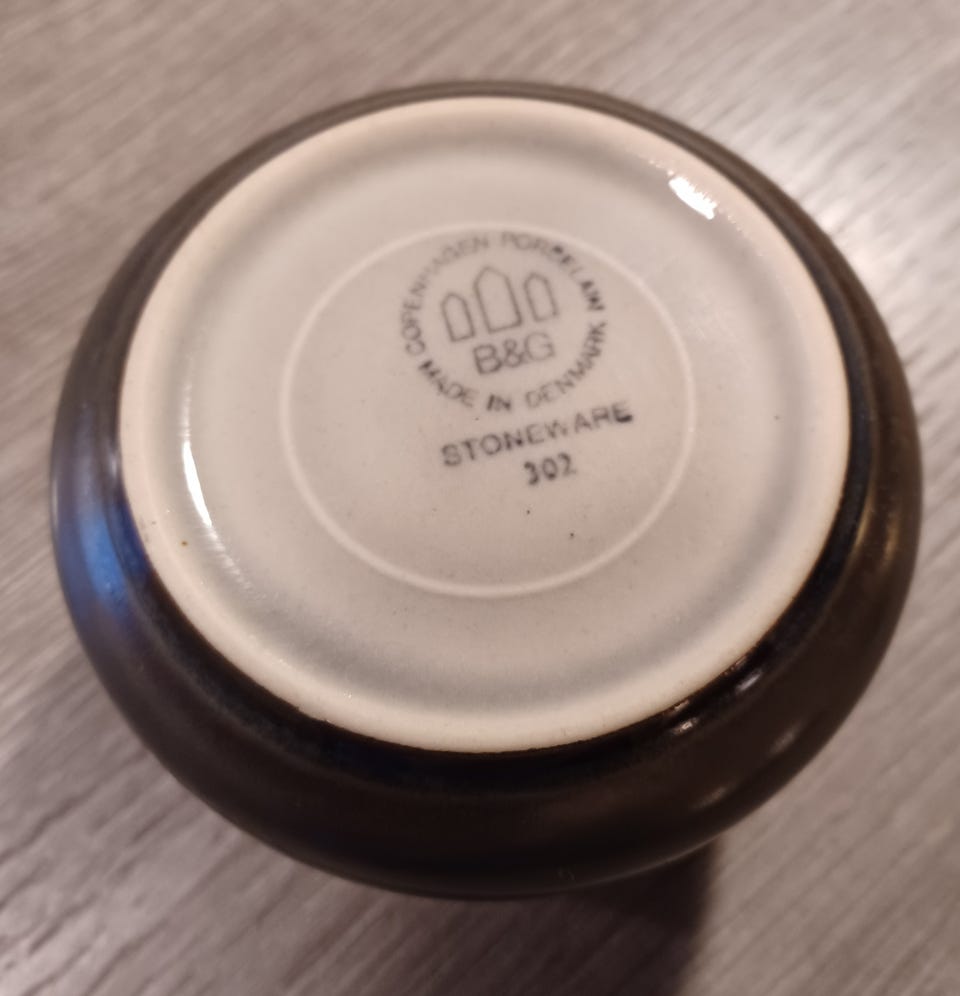 COPENHAGEN PORCELAIN
B&G
MADE IN DENMARK
STONEWARE
302